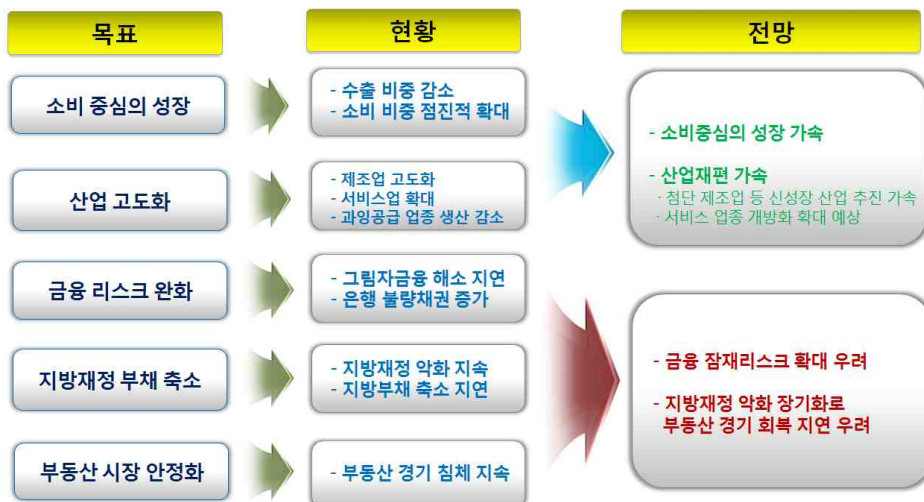 목표
현황
전망
소비 중심의 성장
- 수출 비중 감소
- 소비 비중 점진적 확대
산업 고도화
- 제조업 고도화
- 서비스업 확대
- 과잉공급 업종 생산 감소
- 소비중심의 성장 가속
- 산업재편 가속
· 첨단 제조업 등 신성장 산업 추진 가속
· 서비스 업종 개방화 확대 예상
금융 리스크 완화
- 그림자금융 해소 지연
- 은행 불량채권 증가
지방재정 부채 축소
- 지방재정 악화 지속
- 지방부채 축소 지연
부동산 시장 안정화
- 부동산 경기 침체 지속
- 금융 잠재리스크 확대 우려
- 지방재정 악화 장기화로
부동산 경기 회복 지연 우려